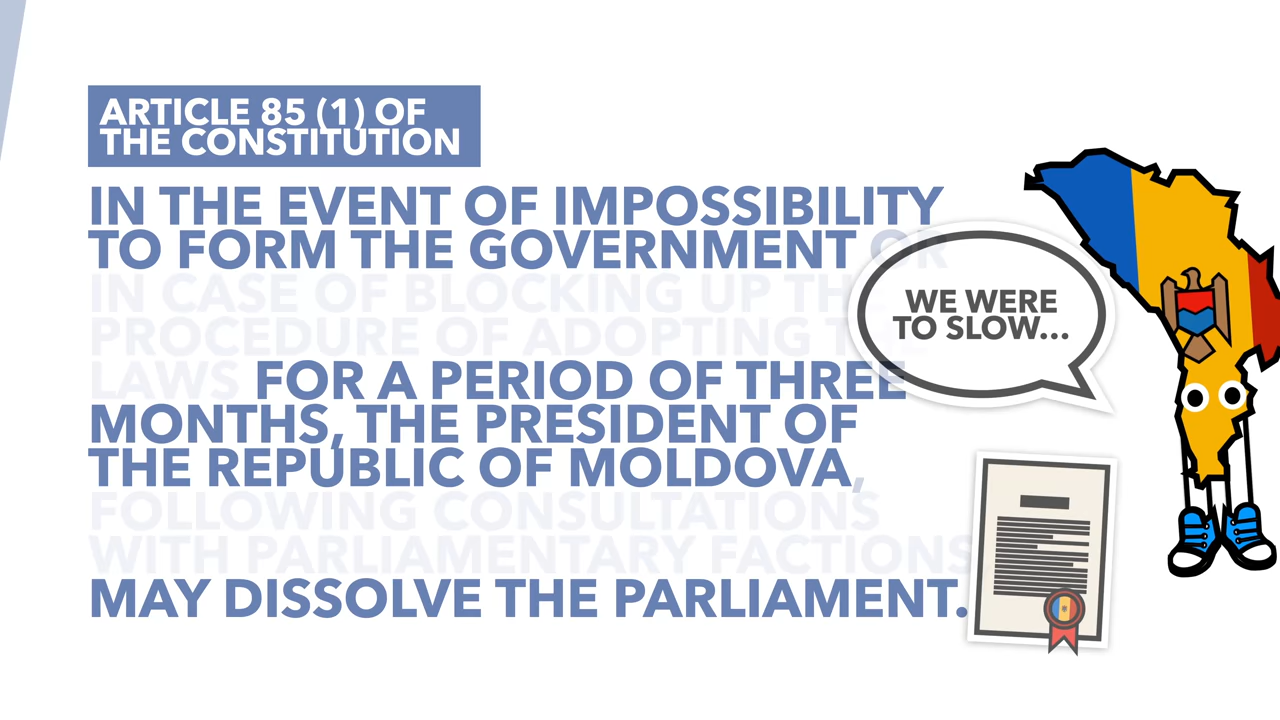 ARTICLE 85 (1) OF
THE CONSTITUTION
IN THE EVENT OF IMPOSSIBILITY
TO FORM THE GOVERNMENT OR
IN CASE OF BLOCKING UP THE
PROCEDURE OF ADOPTING THE
LAWS FOR A PERIOD OF THREE
MONTHS, THE PRESIDENT OF
THE REPUBLIC OF MOLDOVA,
FOLLOWING CONSULTATIONS
WITH PARLIAMENTARY FACTIONS
MAY DISSOLVE THE PARLIAMENT.
WE WERE
TO SLOW...